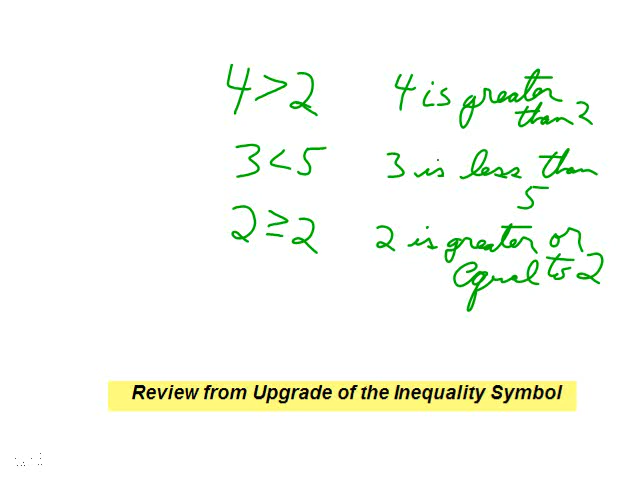 4 > 2 4 is greater
than 2
3 < 5 3 is less than
5
2 ≥ 2 2 is greater or
equal to 2
Review from Upgrade of the Inequality Symbol